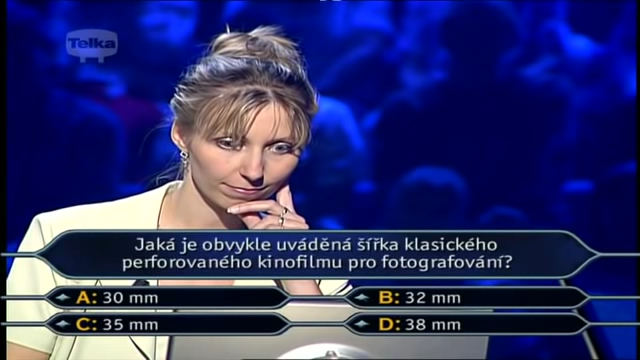 Telka
Jaká je obvykle uváděná šířka klasického
perforovaného kinofilmu pro fotografování?
A: 30 mm
B: 32 mm
C: 35 mm
D: 38 mm